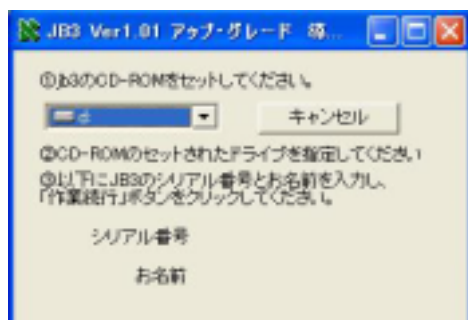 JB3 Ver1.01 アップ・グレード
①jb3のCD-ROMをセットしてください。
d
キャンセル
②CD-ROMのセットされたドライブを指定してください
③以下にJB3のシリアル番号とお名前を入力し、
「作業続行」ボタンをクリックしてください。
シリアル番号
お名前